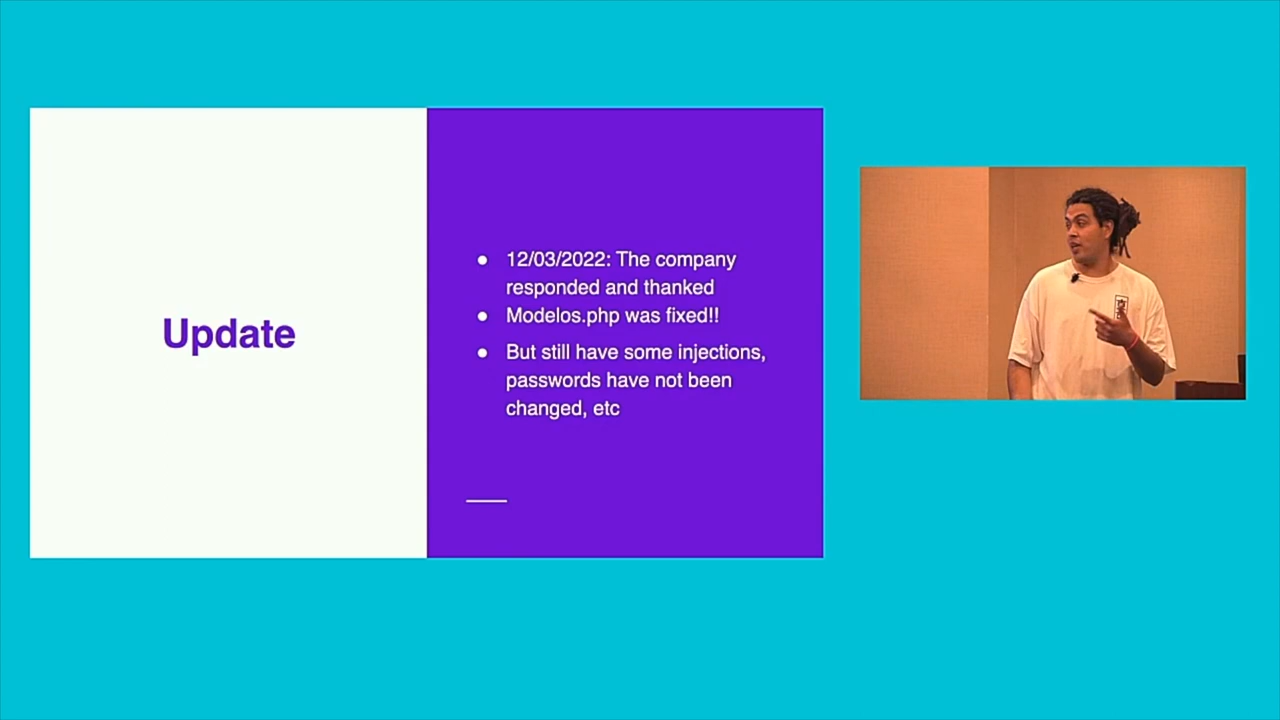 Update
12/03/2022: The company
responded and thanked
Modelos.php was fixed!!
But still have some injections,
passwords have not been
changed, etc